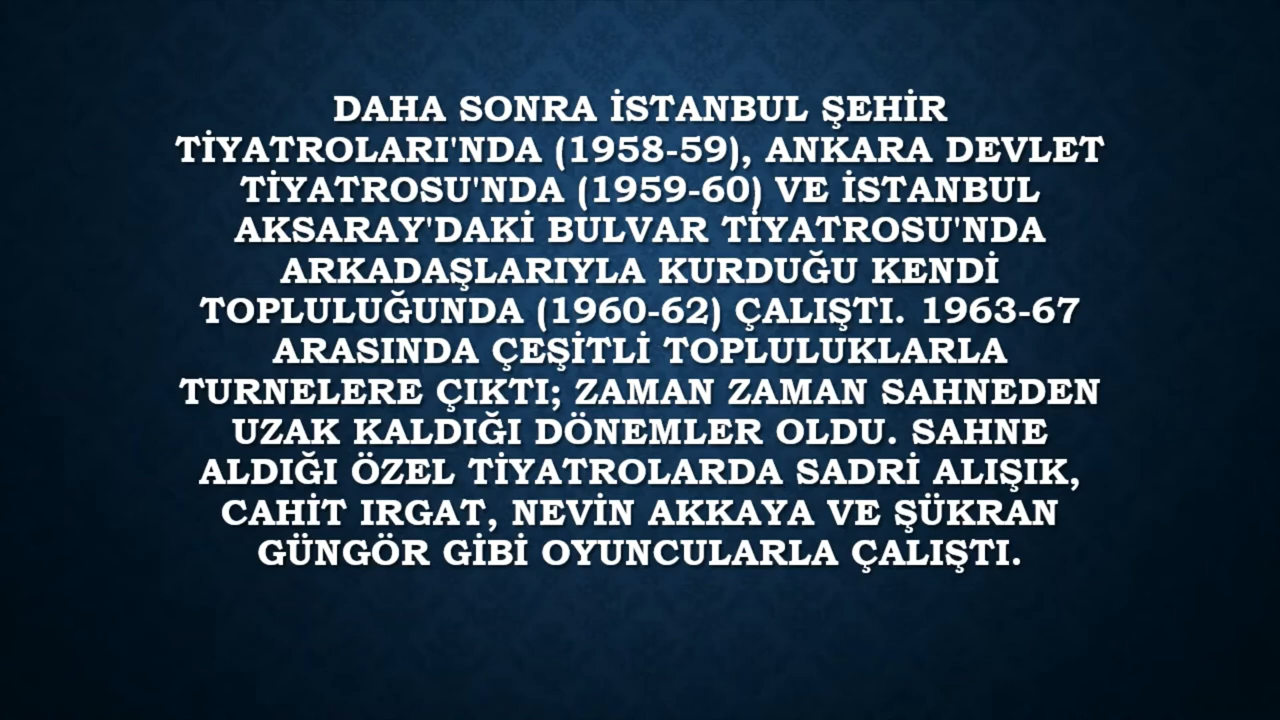 DAHA SONRA İSTANBUL ŞEHİR
TİYATROLARI'NDA (1958-59), ANKARA DEVLET
TİYATROSU'NDA (1959-60) VE İSTANBUL
AKSARAY'DAKİ BULVAR TİYATROSU'NDA
ARKADAŞLARIYLA KURDUĞU KENDİ
TOPLULUĞUNDA (1960-62) ÇALIŞTI. 1963-67
ARASINDA ÇEŞİTLİ TOPLULUKLARLA
TURNELERE ÇIKTI; ZAMAN ZAMAN SAHNEDEN
UZAK KALDIĞI DÖNEMLER OLDU. SAHNE
ALDIĞI ÖZEL TİYATROLARDA SADRİ ALIŞIK,
CAHİT IRGAT, NEVİN AKKAYA VE ŞÜKRAN
GÜNGÖR GİBİ OYUNCULARLA ÇALIŞTI.